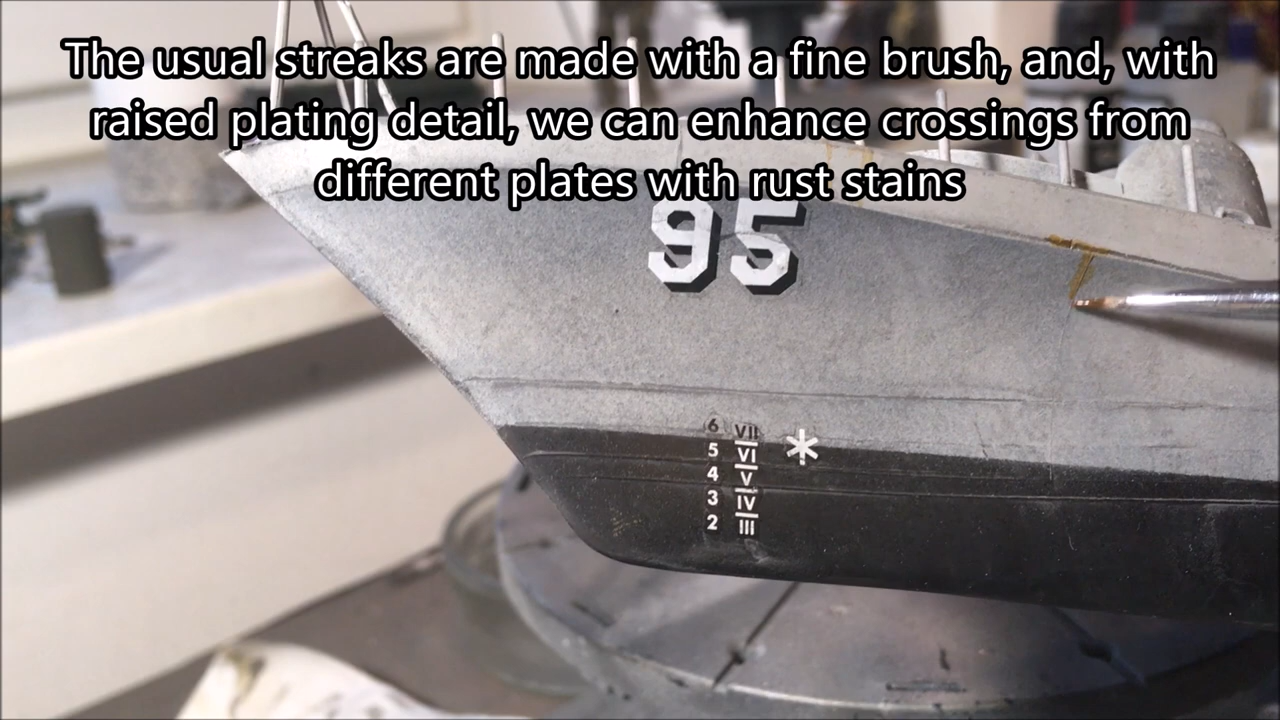 The usual streaks are made with a fine brush, and, with
raised plating detail, we can enhance crossings from
different plates with rust stains
95
6 VII
5 VI
4 V
3 IV
2 III